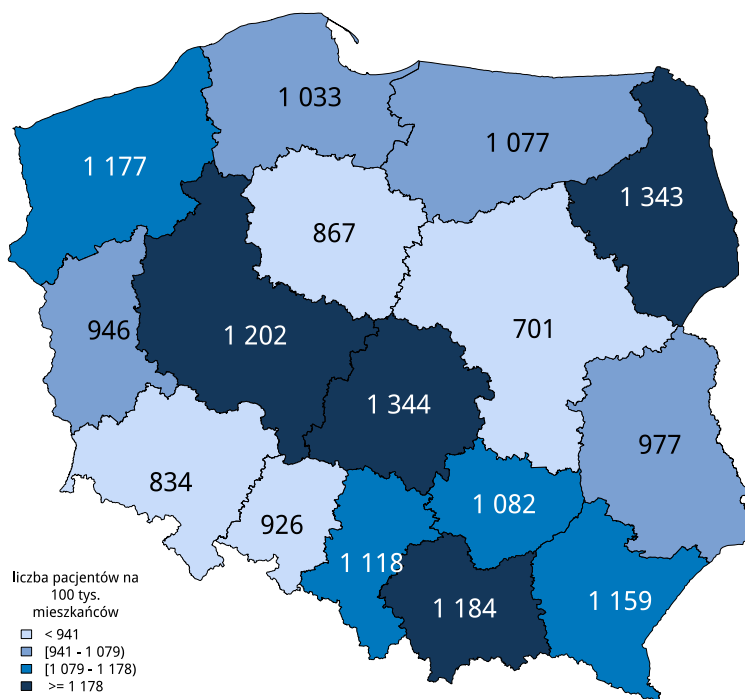 1 033
1 077
1 177
1 343
867
946
1 202
701
1 344
977
834
926
1 082
1 118
1 184
1 159
liczba pacjentów na
100 tys.
mieszkańców
< 941
[941 - 1 079)
[1 079 - 1 178)
>= 1 178